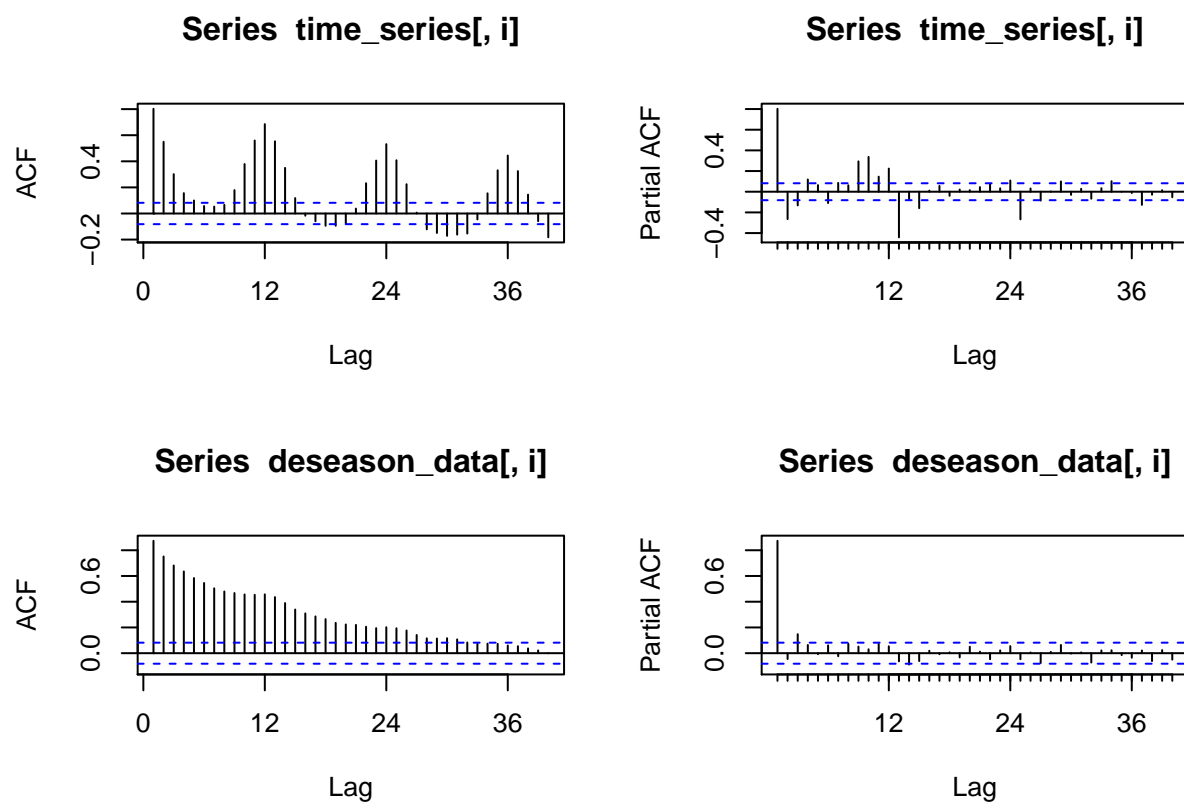 Series time_series[, i]
Series time_series[, i]
ACF
0.4
−0.2
0 12 24 36
Lag
Partial ACF
0.4
−0.4
12 24 36
Lag
Series deseason_data[, i]
Series deseason_data[, i]
ACF
0.6
0.0
0 12 24 36
Lag
Partial ACF
0.6
0.0
12 24 36
Lag